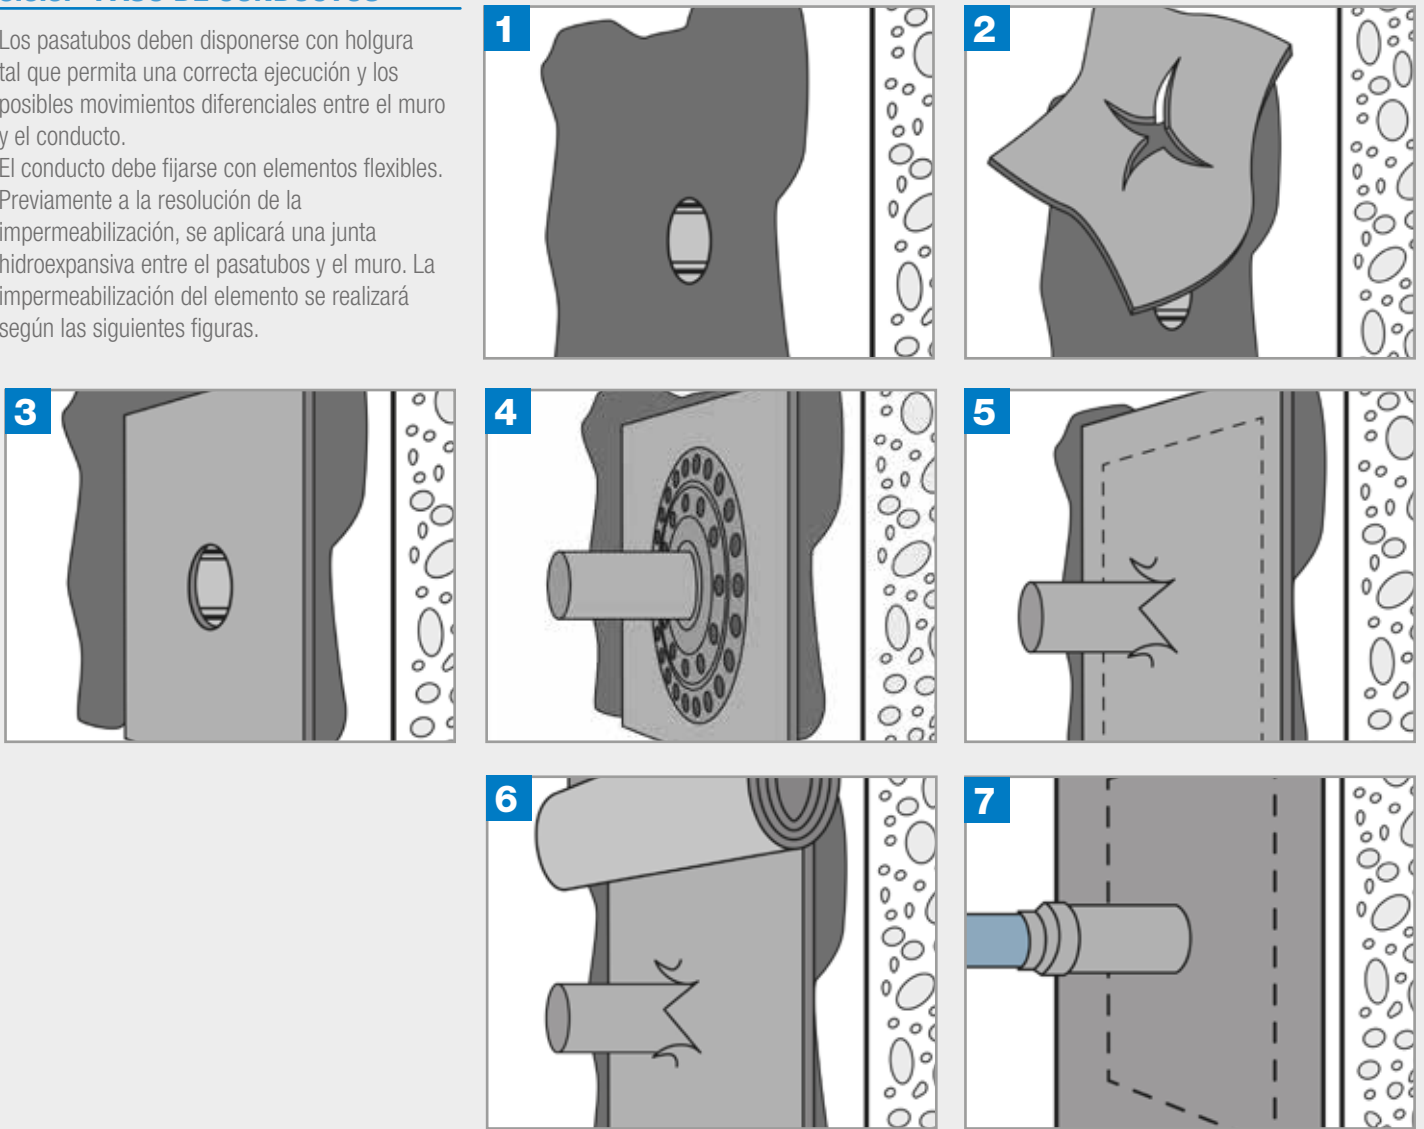 PASO DE CONDUCTOS
Los pasatubos deben disponerse con holgura
tal que permita una correcta ejecución y los
posibles movimientos diferenciales entre el muro
y el conducto.
El conducto debe fijarse con elementos flexibles.
Previamente a la resolución de la
impermeabilización, se aplicará una junta
hidroexpansiva entre el pasatubos y el muro. La
impermeabilización del elemento se realizará
según las siguientes figuras.
1
2
3
4
5
6
7